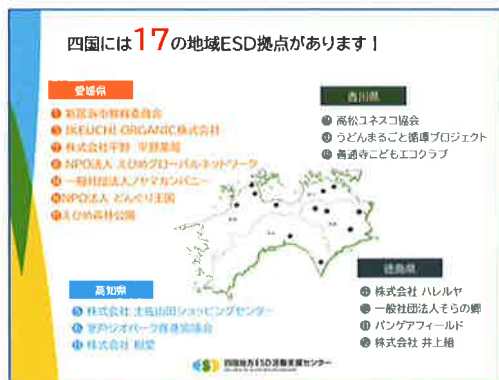 四国には17の地域ESD拠点があります!
愛媛県
新居浜市教育委員会
IKEUCHI ORGANIC株式会社
株式会社平野 平野薬局
NPO法人 えひめグローバルネットワーク
一般社団法人ノヤマカンパニー
NPO法人 どんぐり王国
えひめ森林公園
香川県
高松ユネスコ協会
うどんまるごと循環プロジェクト
善通寺こどもエコクラブ
徳島県
株式会社 ハレルヤ
一般社団法人そらの郷
パンゲアフィールド
株式会社 井上組
高知県
株式会社 土佐山田ショッピングセンター
室戸ジオパーク推進協議会
株式会社 相愛
ESD 四国地方ESD活動支援センター